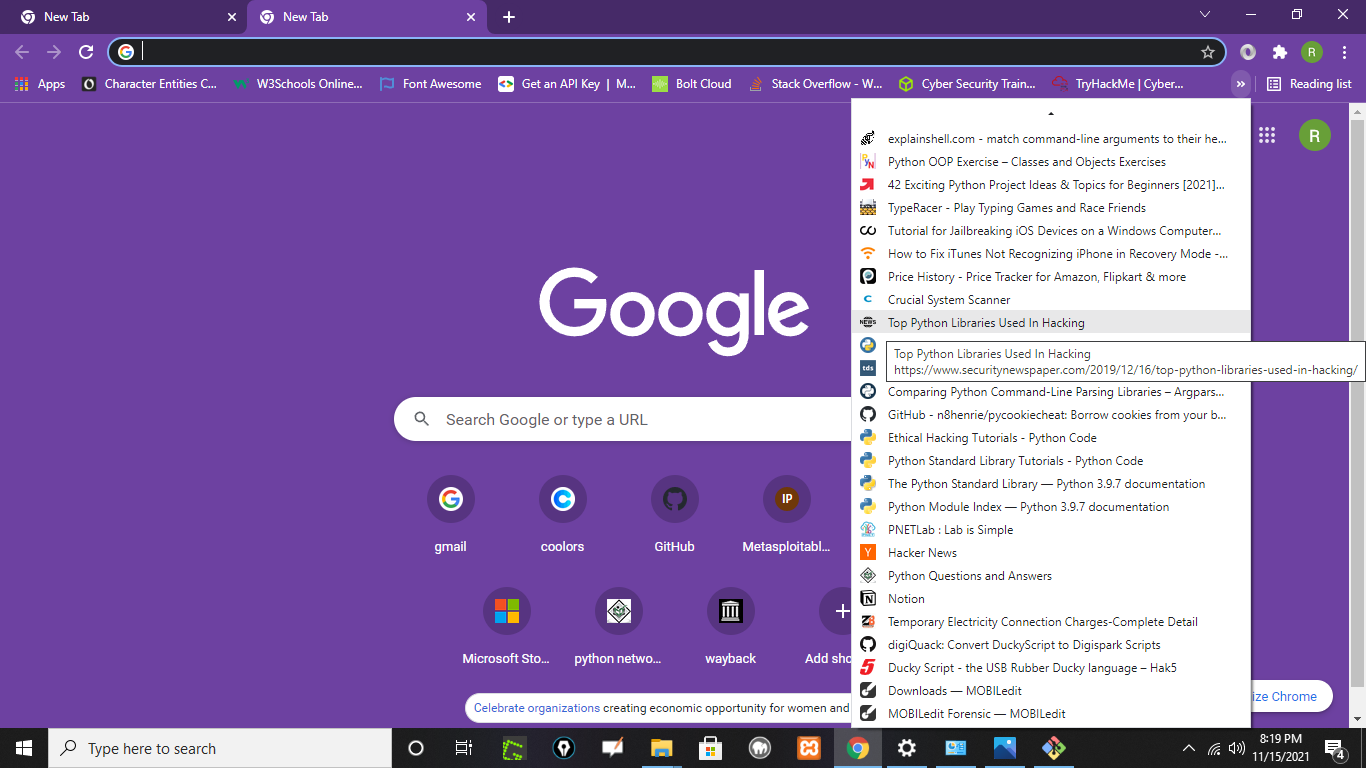 New Tab
New Tab
Apps
Character Entities C...
W3Schools Online...
Font Awesome
Get an API Key | M...
Bolt Cloud
Stack Overflow - W...
Cyber Security Train...
TryHackMe | Cyber...
»
Reading list
R
R
explainshell.com - match command-line arguments to their he...
Python OOP Exercise – Classes and Objects Exercises
42 Exciting Python Project Ideas & Topics for Beginners [2021]...
TypeRacer - Play Typing Games and Race Friends
Tutorial for Jailbreaking iOS Devices on a Windows Computer...
How to Fix iTunes Not Recognizing iPhone in Recovery Mode -...
Price History - Price Tracker for Amazon, Flipkart & more
Crucial System Scanner
NEWS Top Python Libraries Used In Hacking
Top Python Libraries Used In Hacking
https://www.securitynewspaper.com/2019/12/16/top-python-libraries-used-in-hacking/
tds
Comparing Python Command-Line Parsing Libraries – Argpars...
GitHub - n8henrie/pycookiecheat: Borrow cookies from your b...
Ethical Hacking Tutorials - Python Code
Python Standard Library Tutorials - Python Code
The Python Standard Library — Python 3.9.7 documentation
Python Module Index — Python 3.9.7 documentation
PNETLab : Lab is Simple
Hacker News
Python Questions and Answers
Notion
Temporary Electricity Connection Charges-Complete Detail
digiQuack: Convert DuckyScript to Digispark Scripts
Ducky Script - the USB Rubber Ducky language – Hak5
Downloads — MOBILedit
MOBILedit Forensic — MOBILedit
Google
Search Google or type a URL
gmail
coolors
GitHub
IP
Metasploitabl...
Microsoft Sto...
python netwo...
wayback
Add sho
Celebrate organizations creating economic opportunity for women and
ize Chrome
Type here to search
8:19 PM
11/15/2021
4